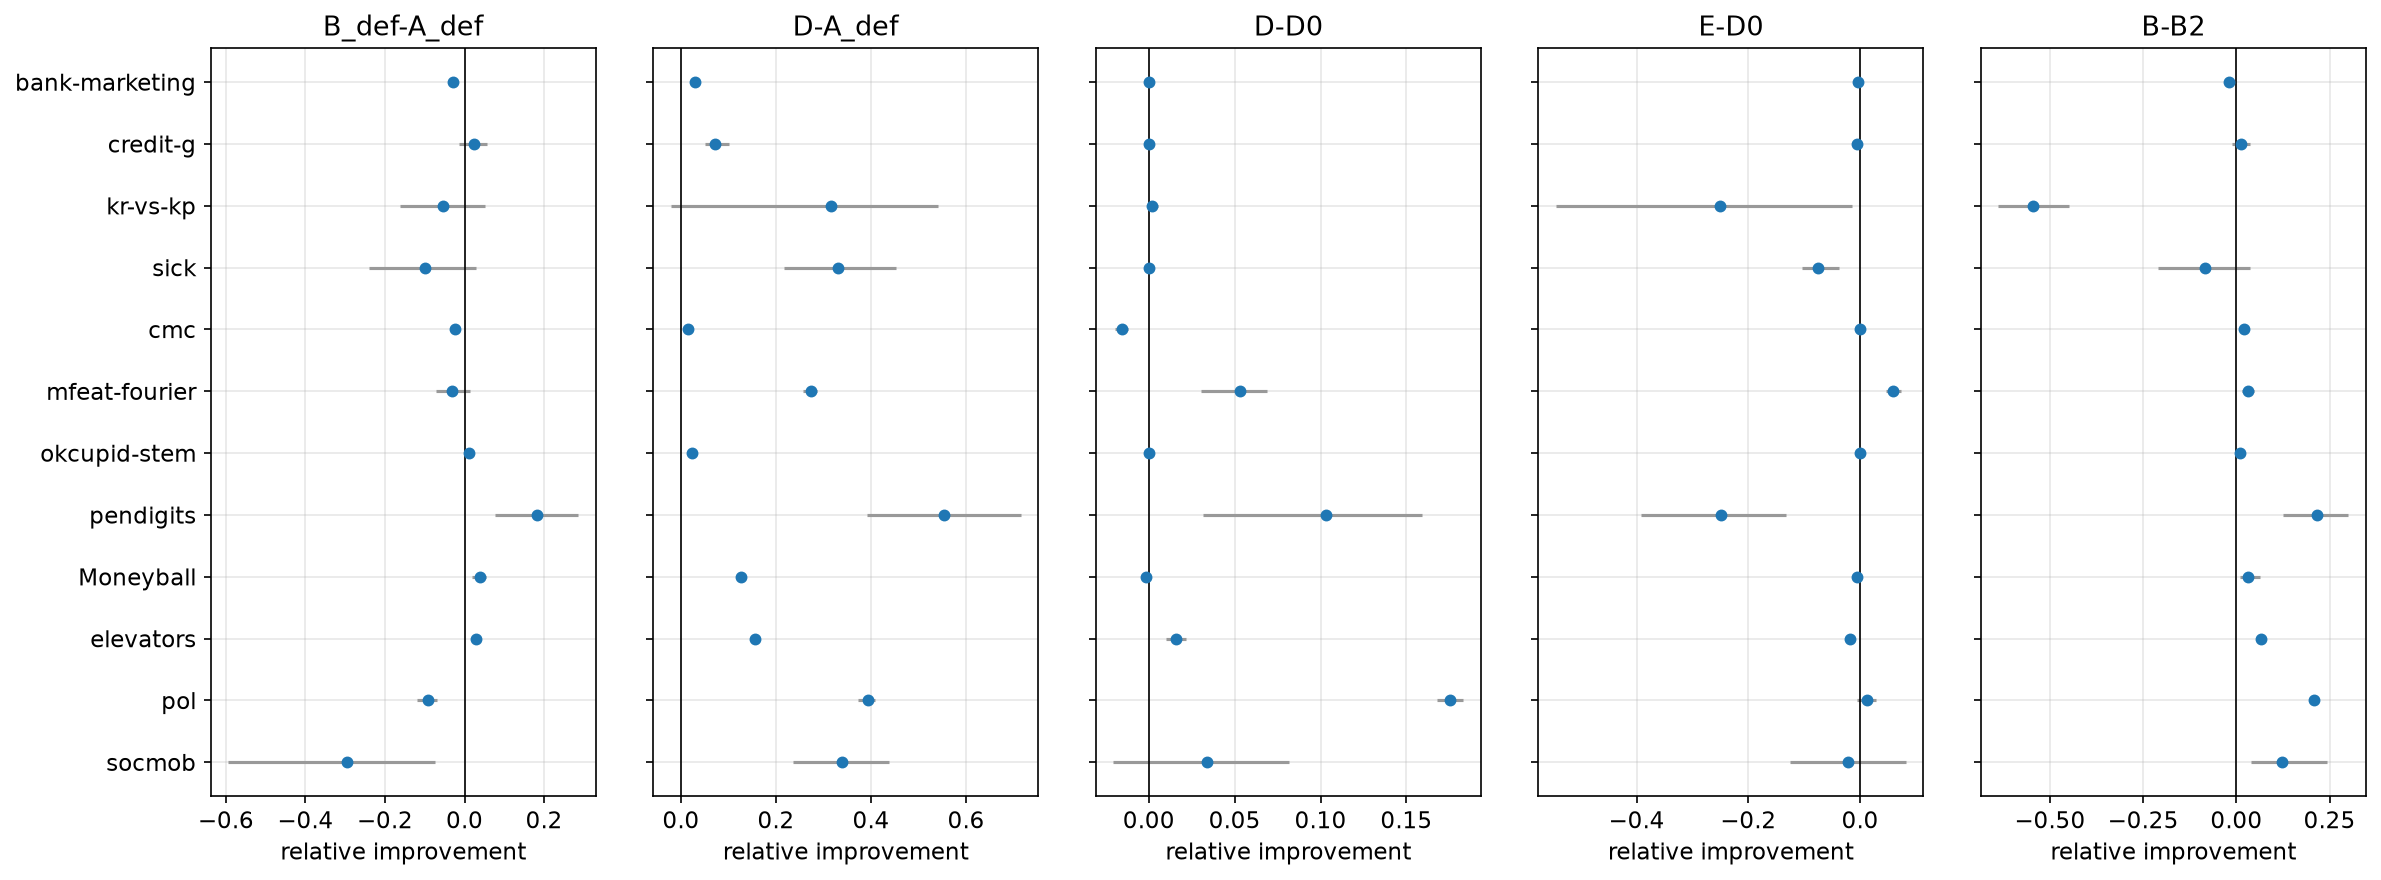 B_def-A_def
D-A_def
D-D0
E-D0
B-B2
bank-marketing
credit-g
kr-vs-kp
sick
cmc
mfeat-fourier
okcupid-stem
pendigits
Moneyball
elevators
pol
socmob
−0.6 −0.4 −0.2 0.0 0.2
0.0 0.2 0.4 0.6
0.00 0.05 0.10 0.15
−0.4 −0.2 0.0
−0.50 −0.25 0.00 0.25
relative improvement
relative improvement
relative improvement
relative improvement
relative improvement